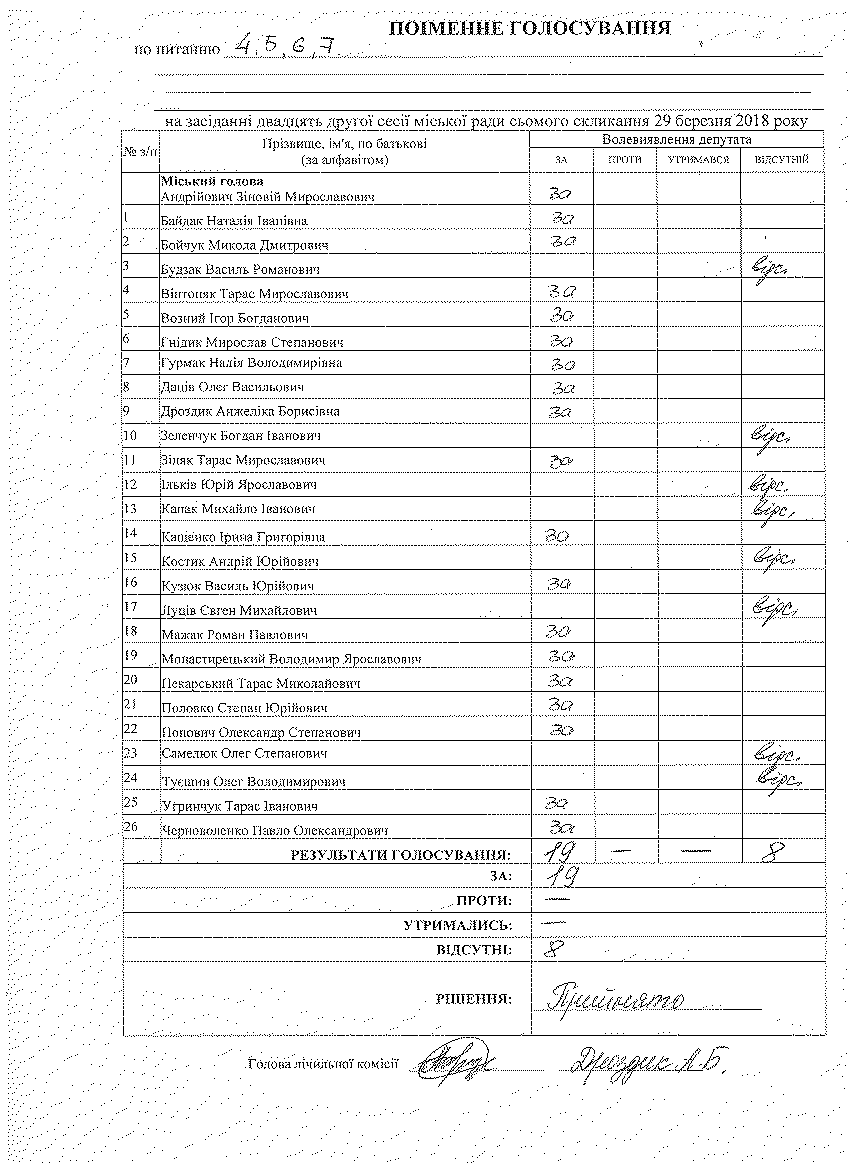 ПОІМЕННЕ ГОЛОСУВАННЯ
по питанню 4, 5, 6, 7
на засіданні двадцять другої сесії міської ради сьомого скликання 29 березня 2018 року
№ з/п Прізвище, ім'я, по батькові (за алфавітом) Волевиявлення депутата
ЗА ПРОТИ УТРИМАВСЯ ВІДСУТНІЙ
Міський голова
Андрійович Зіновій Мирославович за
1 Байдак Наталія Іванівна за
2 Бойчук Микола Дмитрович за
3 Будзак Василь Романович відс.
4 Вінтоняк Тарас Мирославович за
5 Возний Ігор Богданович за
6 Гнідик Мирослав Степанович за
7 Гурмак Надія Володимирівна за
8 Даців Олег Васильович за
9 Дроздик Анжеліка Борисівна за
10 Зеленчук Богдан Іванович відс.
11 Зіняк Тарас Мирославович за
12 Ільків Юрій Ярославович відс.
13 Капак Михайло Іванович відс.
14 Каценко Ірина Григорівна за
15 Костик Андрій Юрійович відс.
16 Кузюк Василь Юрійович за
17 Луців Євген Михайлович відс.
18 Мажак Роман Павлович за
19 Монастирецький Володимир Ярославович за
20 Пекарський Тарас Миколайович за
21 Половко Степан Юрійович за
22 Попович Олександр Степанович за
23 Самелюк Олег Степанович відс.
24 Туєшин Олег Володимирович відс.
25 Угринчук Тарас Іванович за
26 Черноволенко Павло Олександрович за
РЕЗУЛЬТАТИ ГОЛОСУВАННЯ: 19 — — 8
ЗА: 19
ПРОТИ: —
УТРИМАЛИСЬ: —
ВІДСУТНІ: 8
РІШЕННЯ: Прийнято
Голова лічильної комісії Дроздик А.Б.